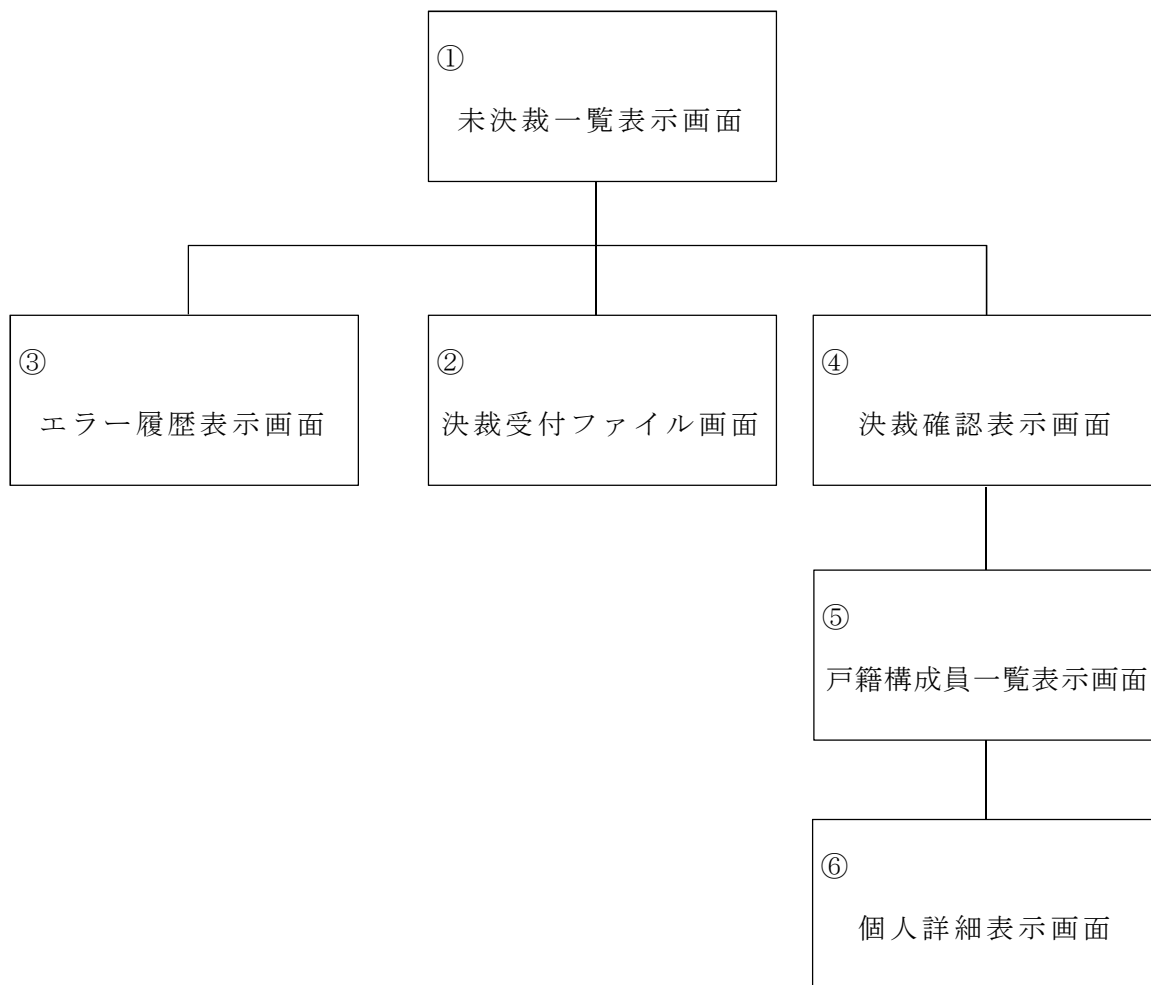 ①
未決裁一覧表示画面
③
エラー履歴表示画面
②
決裁受付ファイル画面
④
決裁確認表示画面
⑤
戸籍構成員一覧表示画面
⑥
個人詳細表示画面